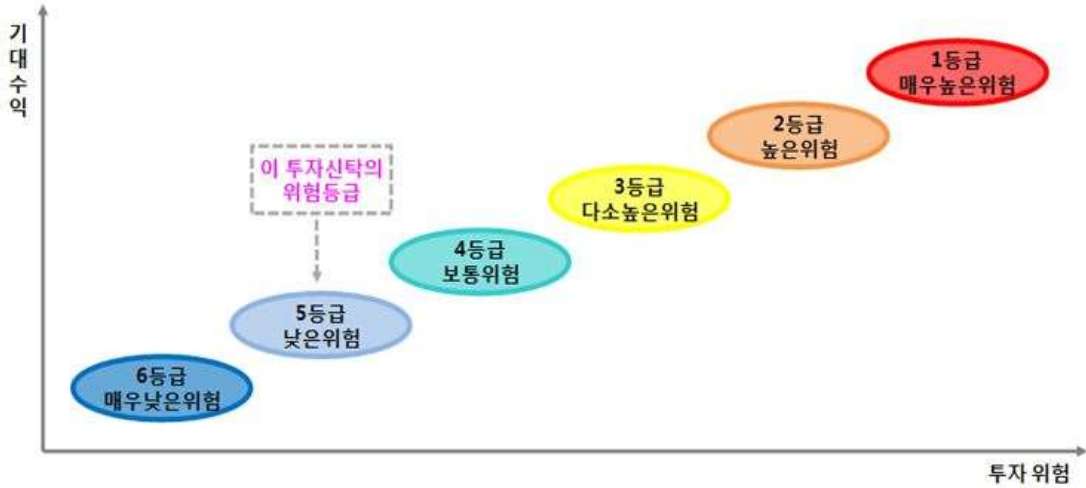 기대수익
1등급
매우높은위험
2등급
높은위험
이 투자신탁의
위험등급
3등급
다소높은위험
4등급
보통위험
5등급
낮은위험
6등급
매우낮은위험
투자 위험